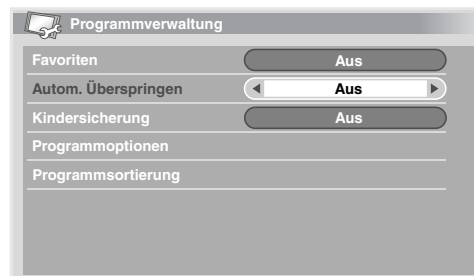 Programmverwaltung
Favoriten Aus
Autom. Überspringen Aus
Kindersicherung Aus
Programmoptionen
Programmsortierung